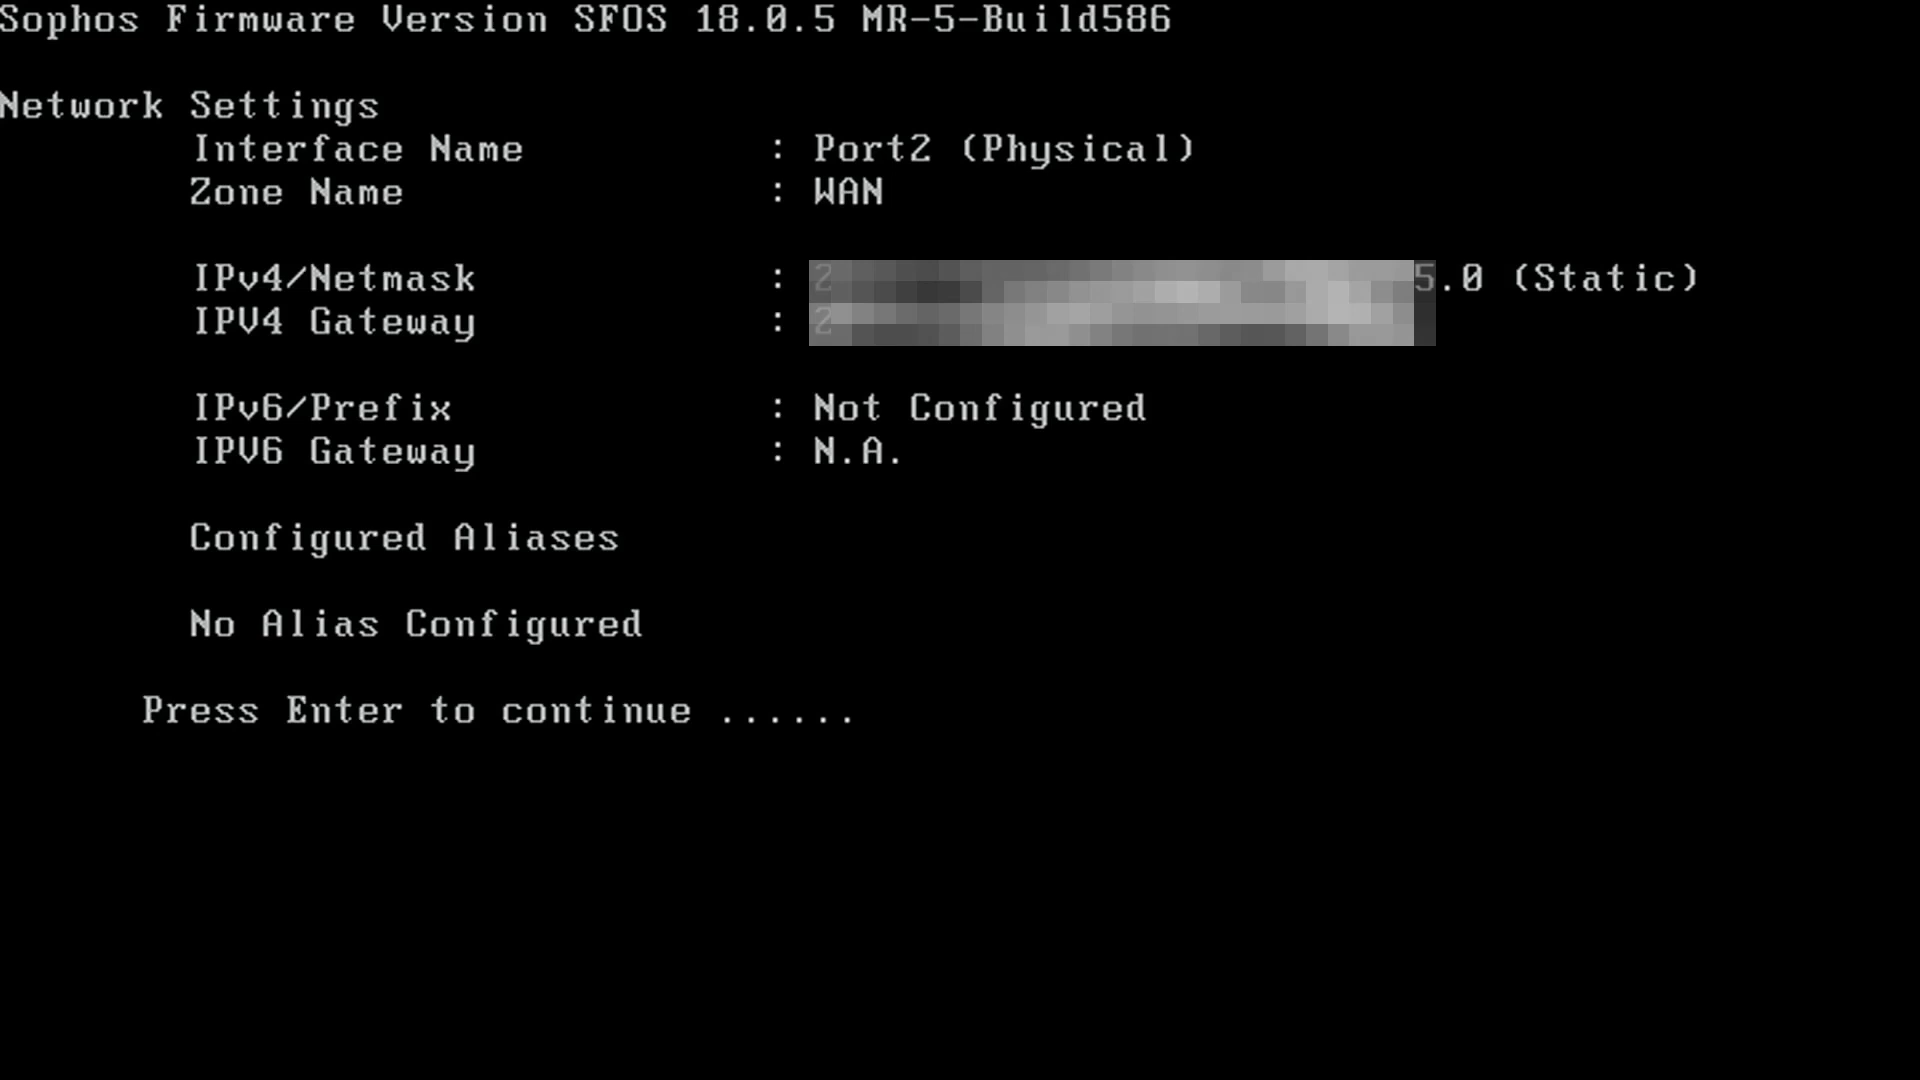 Sophos Firmware Version SFOS 18.0.5 MR-5-Build586
Network Settings
Interface Name : Port2 (Physical)
Zone Name : WAN
IPv4/Netmask : 5.0 (Static)
IPV4 Gateway :
IPv6/Prefix : Not Configured
IPV6 Gateway : N.A.
Configured Aliases
No Alias Configured
Press Enter to continue ......